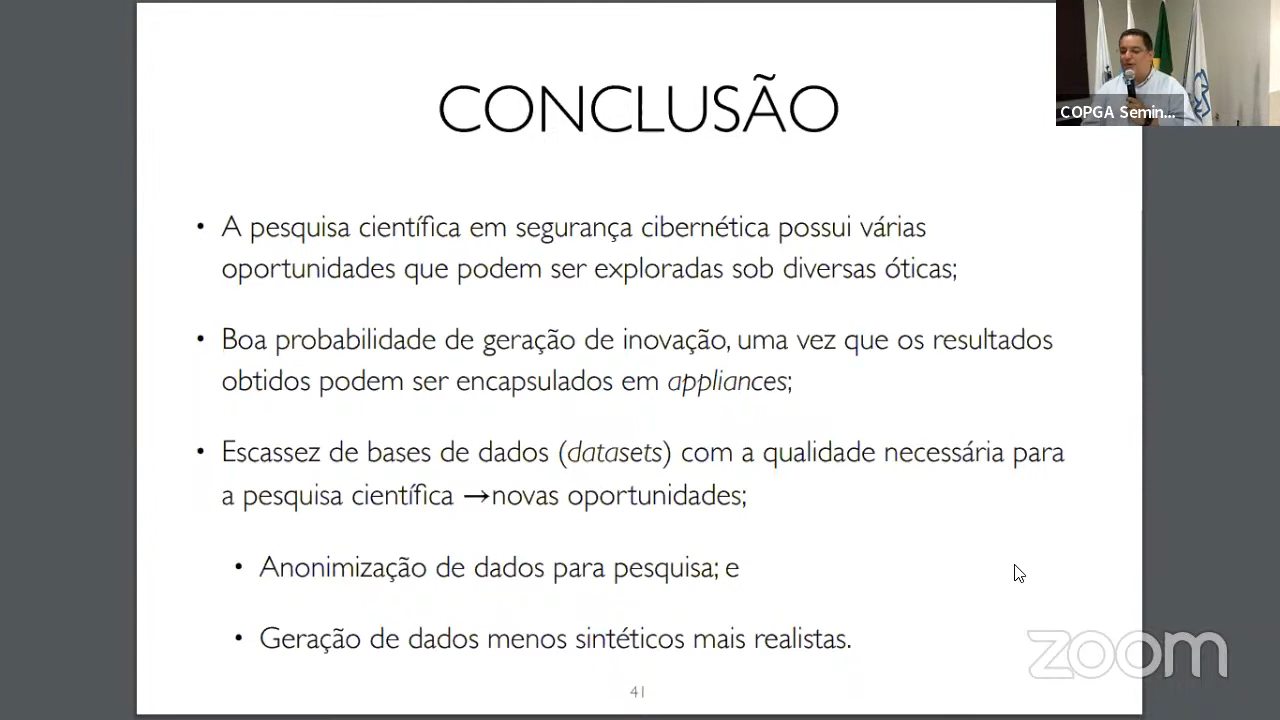 CONCLUSÃO
COPGA Semin...
• A pesquisa científica em segurança cibernética possui várias
oportunidades que podem ser exploradas sob diversas óticas;
• Boa probabilidade de geração de inovação, uma vez que os resultados
obtidos podem ser encapsulados em appliances;
• Escassez de bases de dados (datasets) com a qualidade necessária para
a pesquisa científica →novas oportunidades;
• Anonimização de dados para pesquisa; e
• Geração de dados menos sintéticos mais realistas.
zoom
41